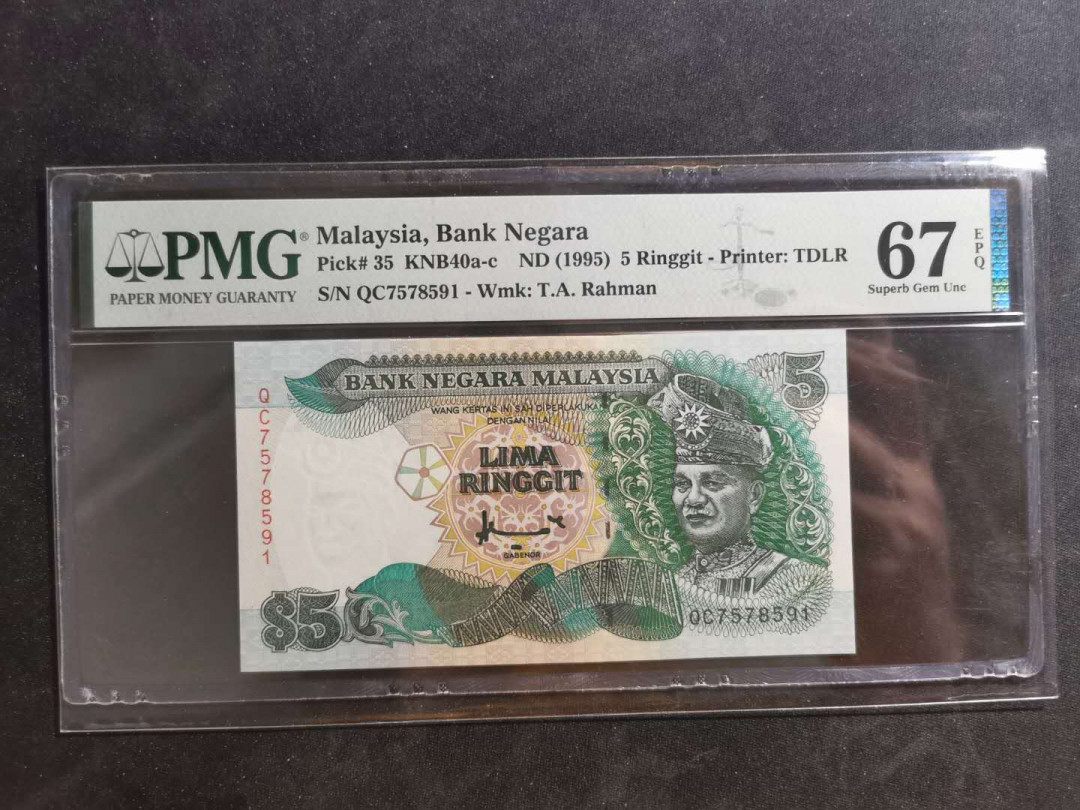 PMG®
PAPER MONEY GUARANTY
Malaysia, Bank Negara
Pick# 35 KNB40a-c ND (1995) 5 Ringgit - Printer: TDLR
S/N QC7578591 - Wmk: T.A. Rahman
67
EPQ
Superb Gem Unc
BANK NEGARA MALAYSIA
5
WANG KERTAS INI SAH DIPERLAKUKA
DENGAN NILAI
LIMA
RINGGIT
GABENOR
QC7578591
$5
QC7578591